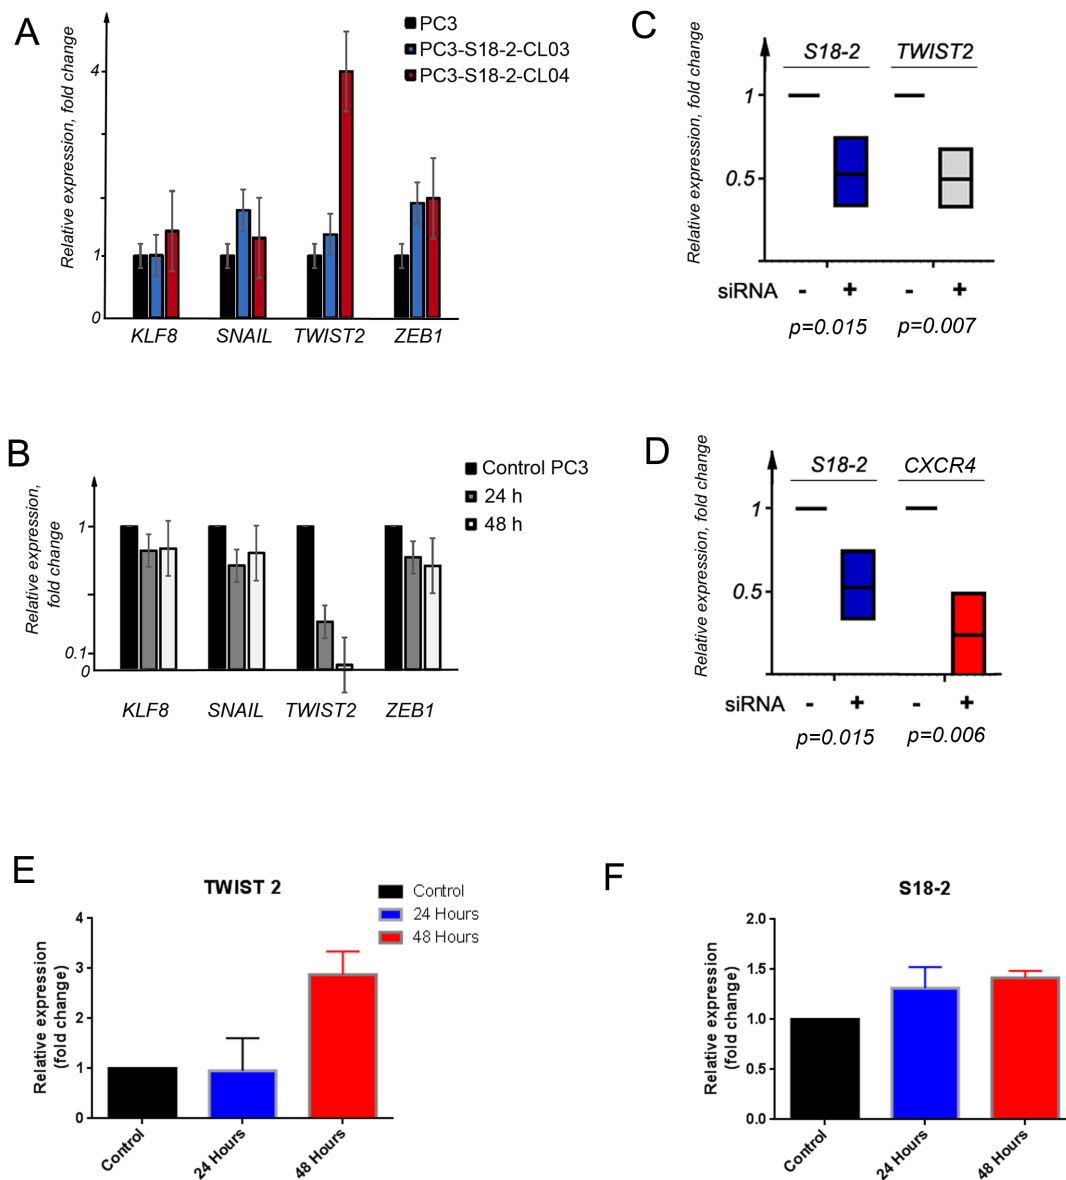 A
Relative expression, fold change
4
1
0
PC3
PC3-S18-2-CL03
PC3-S18-2-CL04
KLF8 SNAIL TWIST2 ZEB1
C
Relative expression, fold change
S18-2 TWIST2
1
0.5
siRNA - + - +
p=0.015 p=0.007
B
Relative expression,
fold change
1
0.1
0
Control PC3
24 h
48 h
KLF8 SNAIL TWIST2 ZEB1
D
Relative expression, fold change
S18-2 CXCR4
1
0.5
siRNA - + - +
p=0.015 p=0.006
E
TWIST 2
Control
24 Hours
48 Hours
Relative expression
(fold change)
4
3
2
1
0
Control 24 Hours 48 Hours
F
S18-2
Relative expression
(fold change)
2.0
1.5
1.0
0.5
0.0
Control 24 Hours 48 Hours